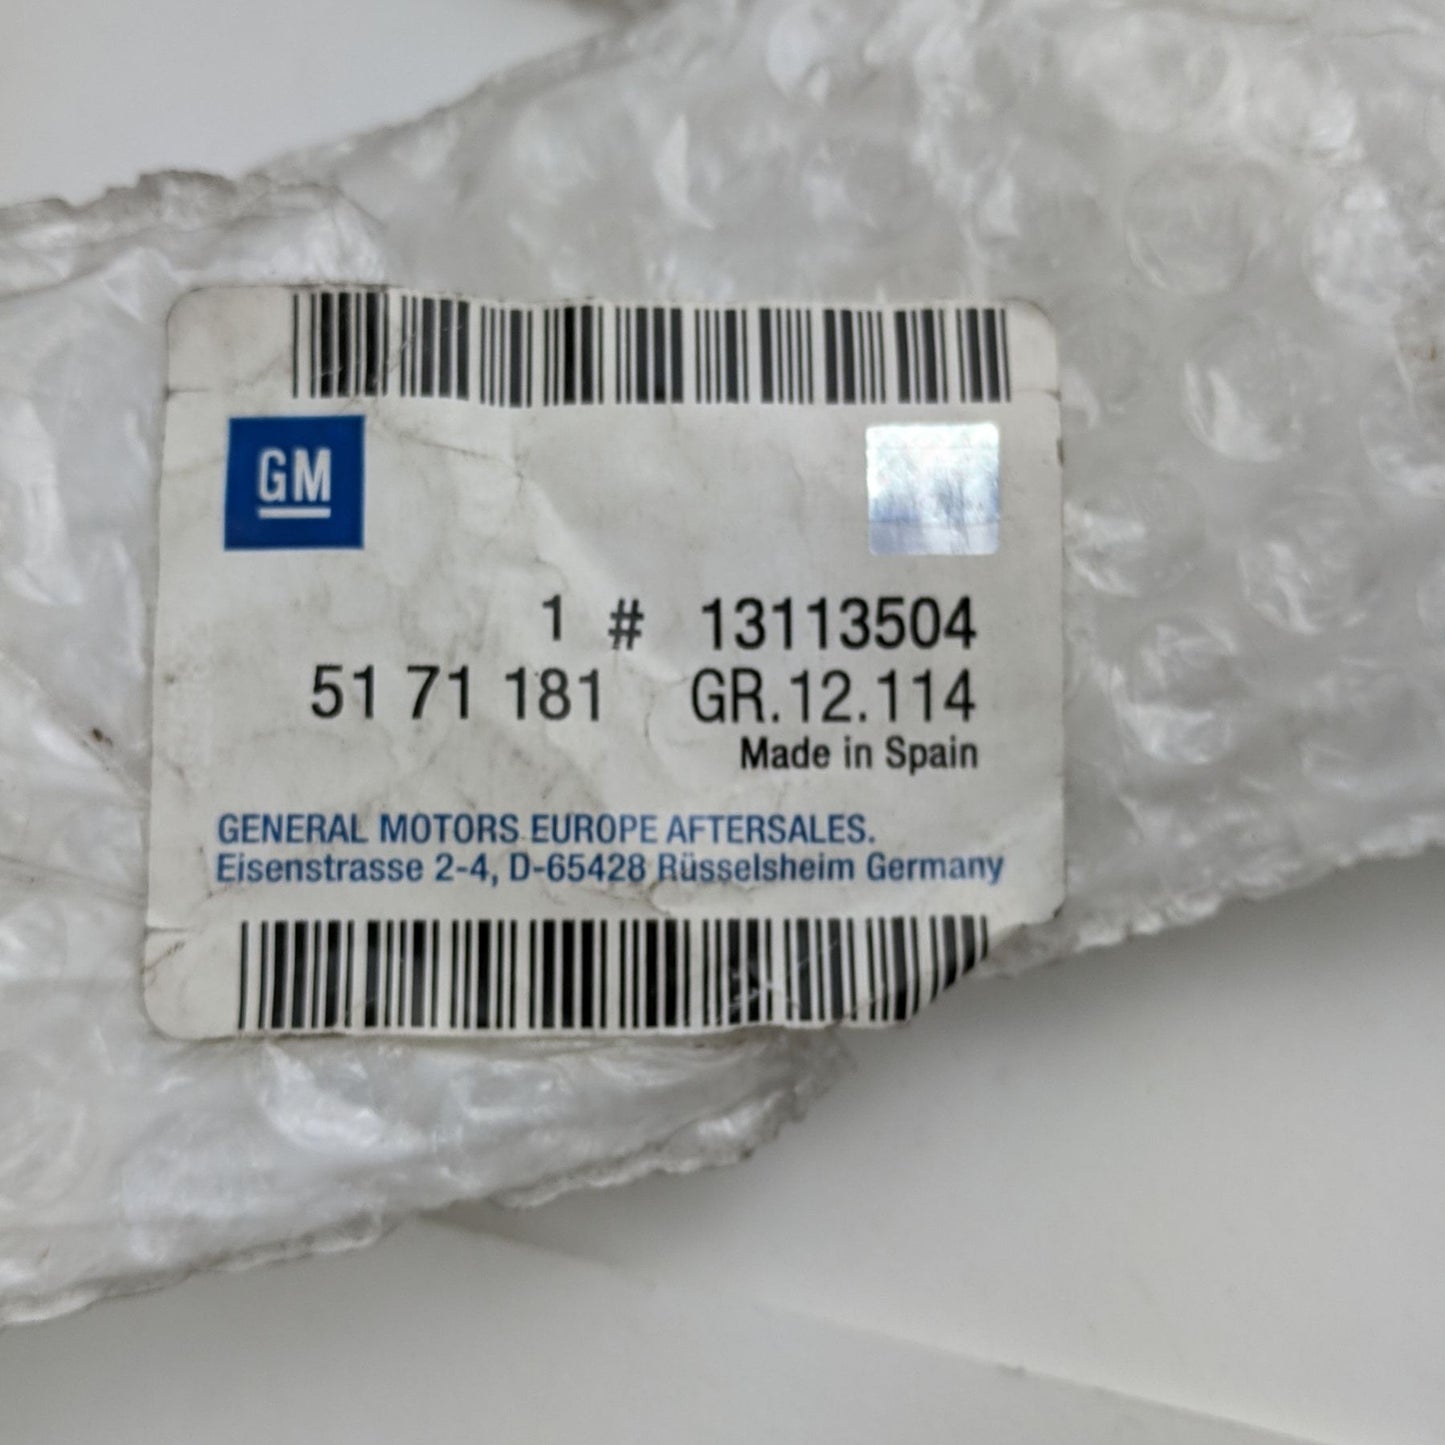 GM
1 # 13113504
51 71 181 GR.12.114
Made in Spain
GENERAL MOTORS EUROPE AFTERSALES.
Eisenstrasse 2-4, D-65428 Rüsselsheim Germany